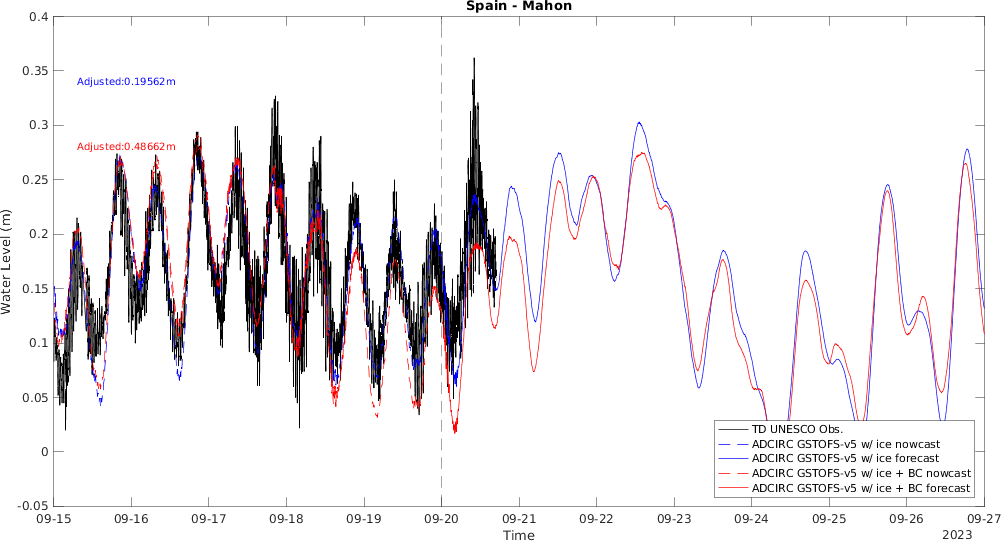 Spain - Mahon
0.4
0.35
0.3
0.25
0.2
0.15
0.1
0.05
0
-0.05
Water Level (m)
Adjusted:0.19562m
Adjusted:0.48662m
TD UNESCO Obs.
ADCIRC GSTOFS-v5 w/ ice nowcast
ADCIRC GSTOFS-v5 w/ ice forecast
ADCIRC GSTOFS-v5 w/ ice + BC nowcast
ADCIRC GSTOFS-v5 w/ ice + BC forecast
09-15 09-16 09-17 09-18 09-19 09-20 09-21 09-22 09-23 09-24 09-25 09-26 09-27
Time
2023